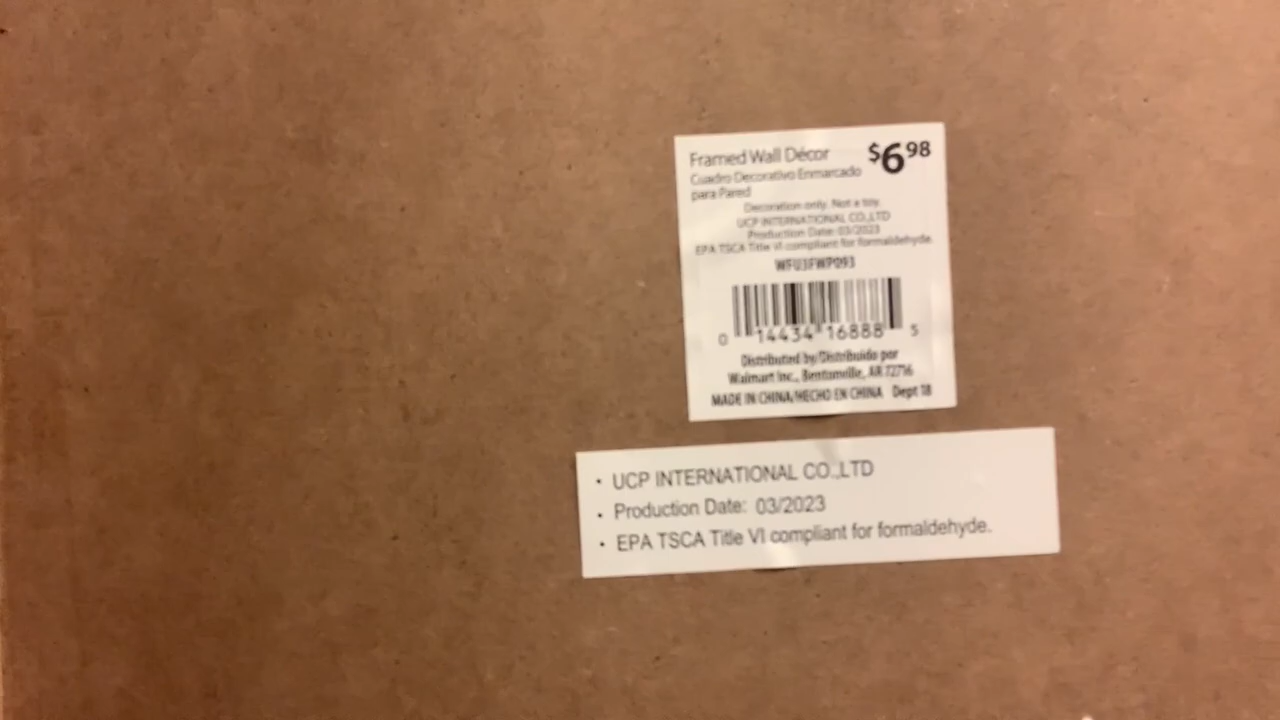 Framed Wall Décor $6 98
Cuadro Decorativo Enmarcado
para Pared
Decoration only. Not a toy.
UCP INTERNATIONAL CO.,LTD
Production Date: 03/2023
EPA TSCA Title VI compliant for formaldehyde.
WFU3FWP093
0 14434 16888 5
Distributed by/Distribuido por
Walmart Inc., Bentonville, AR 72716
MADE IN CHINA/HECHO EN CHINA Dept 18
• UCP INTERNATIONAL CO.,LTD
• Production Date: 03/2023
• EPA TSCA Title VI compliant for formaldehyde.